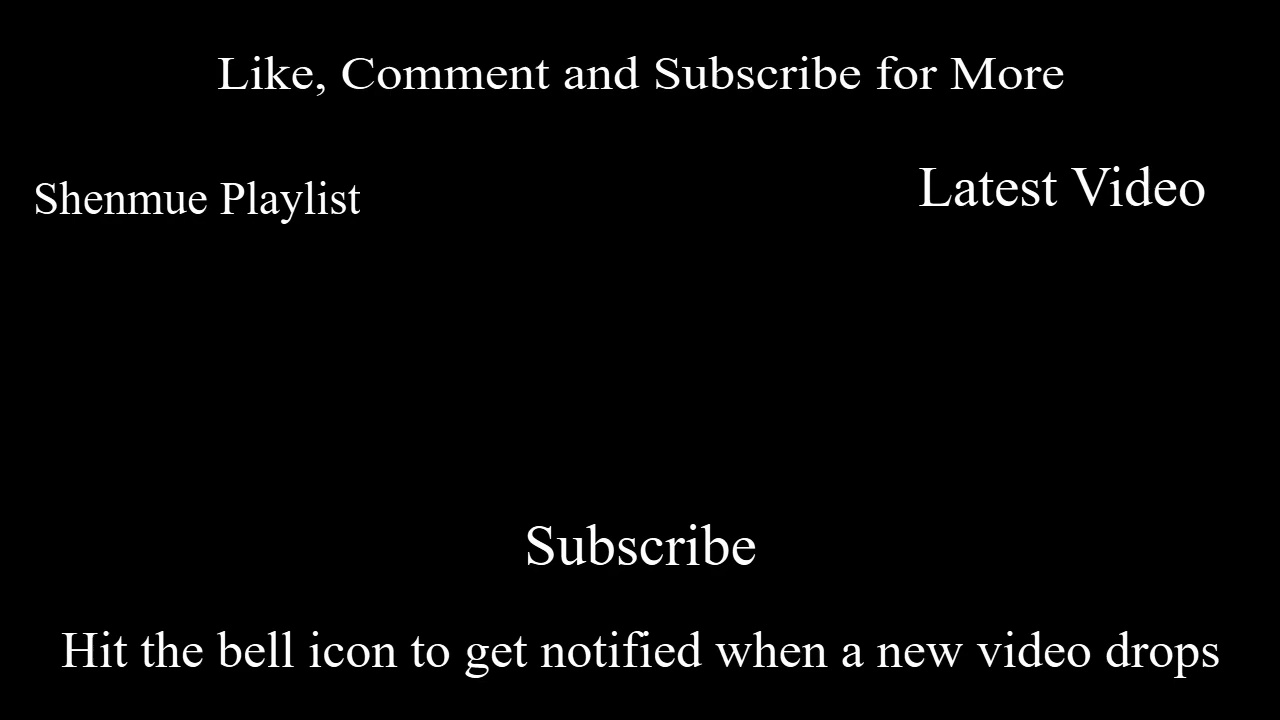 Like, Comment and Subscribe for More
Shenmue Playlist
Latest Video
Subscribe
Hit the bell icon to get notified when a new video drops